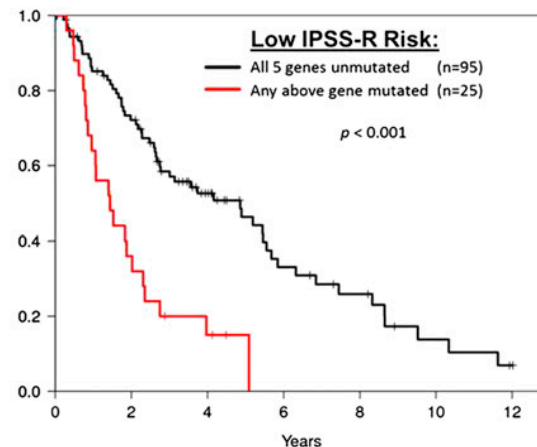 Low IPSS-R Risk:
All 5 genes unmutated (n=95)
Any above gene mutated (n=25)
p < 0.001
1.0
0.8
0.6
0.4
0.2
0.0
0 2 4 6 8 10 12
Years